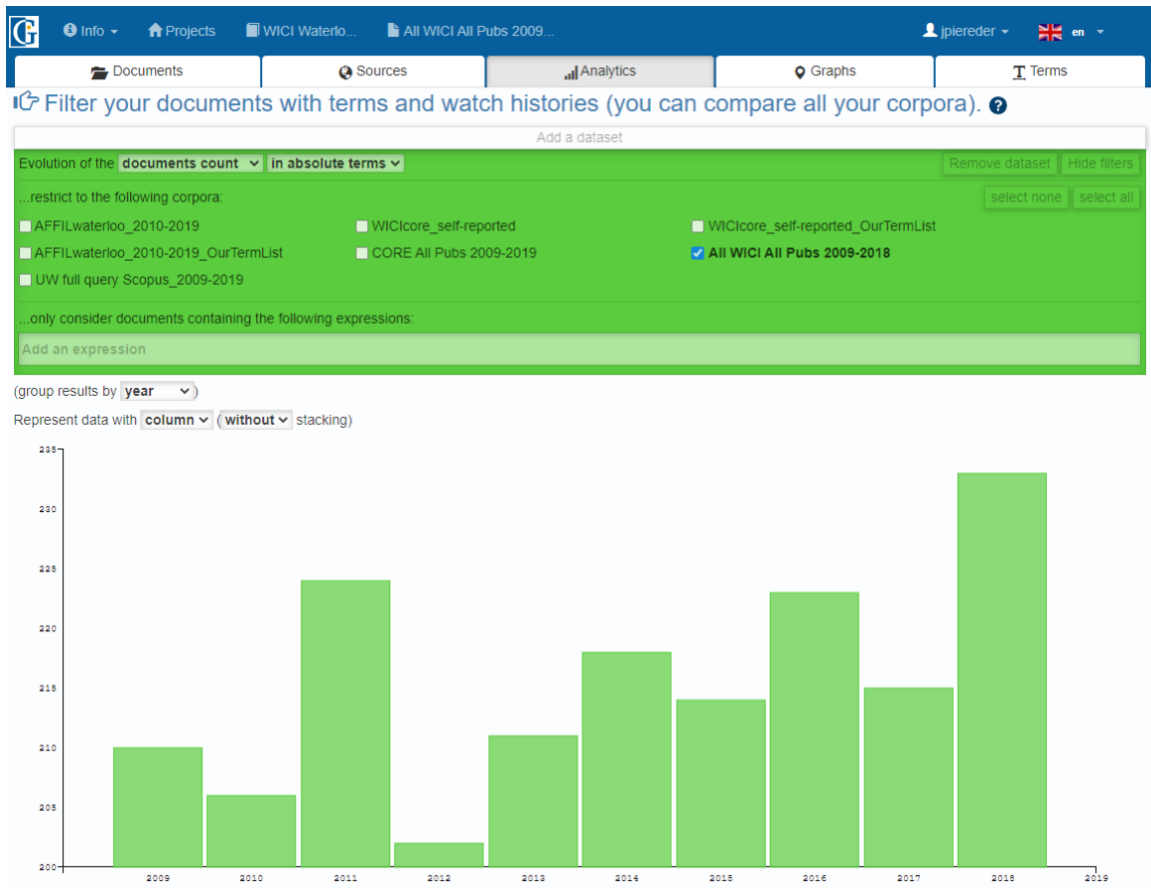 G Info Projects WICI Waterlo... All WICI All Pubs 2009... jpiereder en
Documents Sources Analytics Graphs T Terms
Filter your documents with terms and watch histories (you can compare all your corpora). ?
Add a dataset
Evolution of the documents count in absolute terms Remove dataset Hide filters
...restrict to the following corpora: select none select all
AFFILwaterloo_2010-2019 WICIcore_self-reported WICIcore_self-reported_OurTermList
AFFILwaterloo_2010-2019_OurTermList CORE All Pubs 2009-2019 All WICI All Pubs 2009-2018
UW full query Scopus_2009-2019
...only consider documents containing the following expressions:
Add an expression
(group results by year )
Represent data with column ( without stacking)
235
230
225
220
215
210
205
200
2009 2010 2011 2012 2013 2014 2015 2016 2017 2018 2019